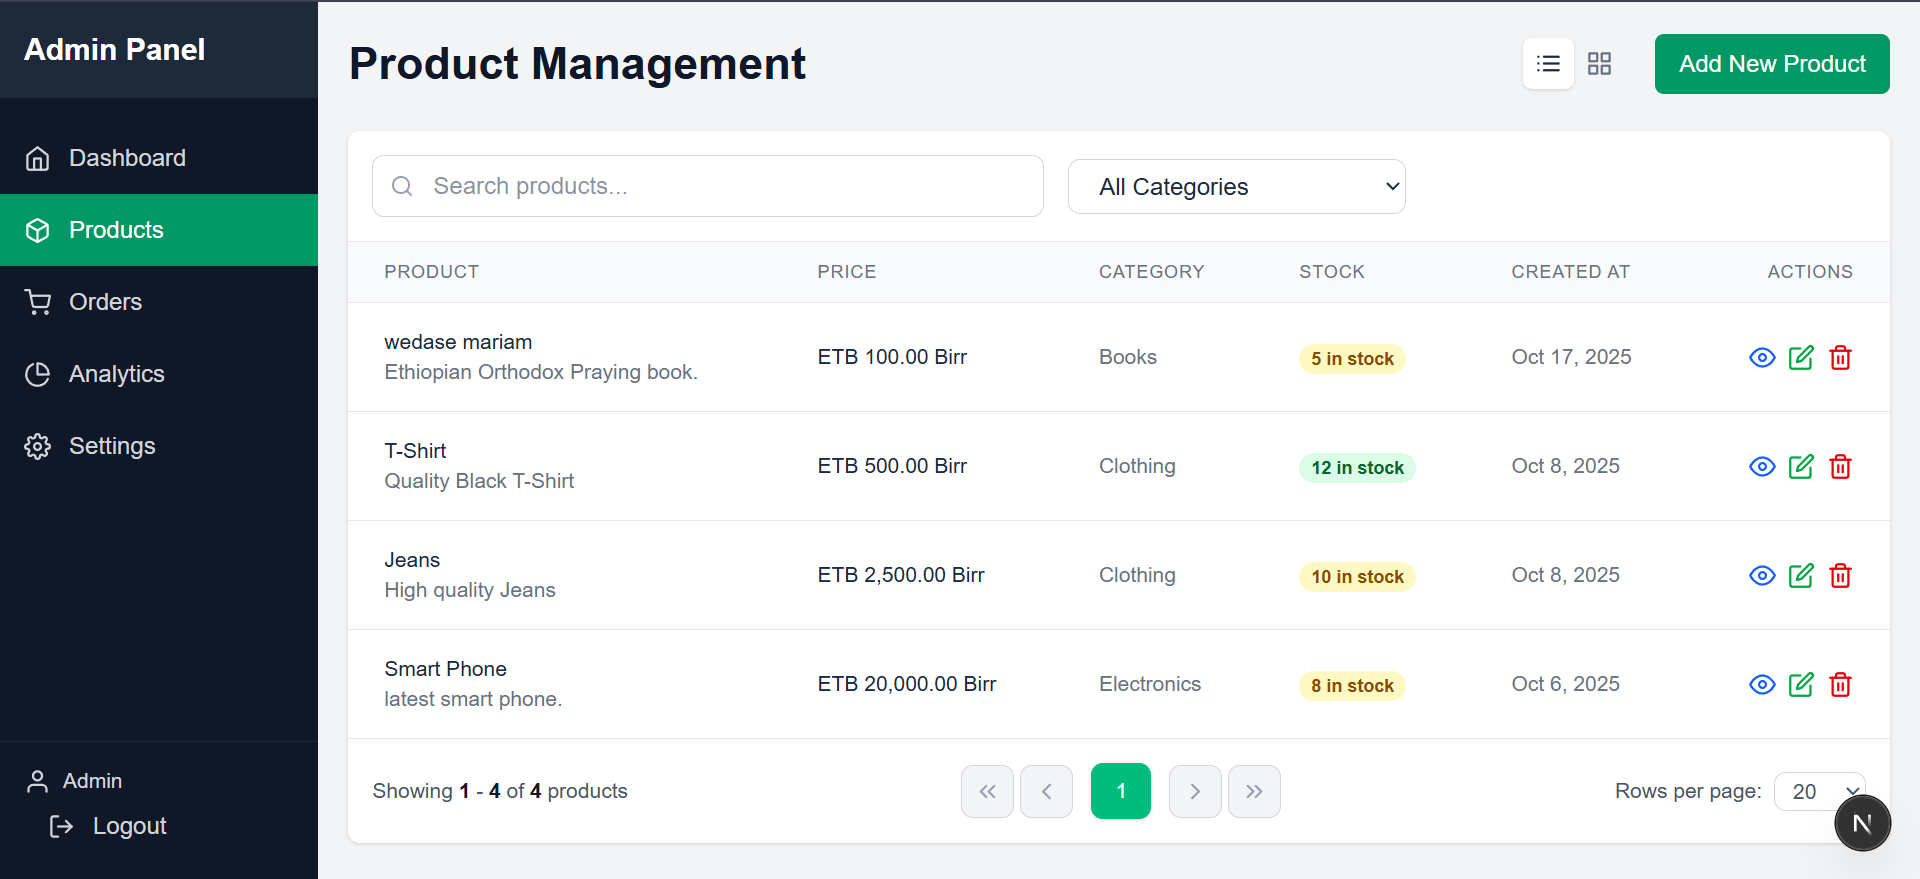 Admin Panel
Dashboard
Products
Orders
Analytics
Settings
Admin
Logout
Product Management
Add New Product
Search products...
All Categories
PRODUCT PRICE CATEGORY STOCK CREATED AT ACTIONS
wedase mariam
Ethiopian Orthodox Praying book.
ETB 100.00 Birr
Books
5 in stock
Oct 17, 2025
T-Shirt
Quality Black T-Shirt
ETB 500.00 Birr
Clothing
12 in stock
Oct 8, 2025
Jeans
High quality Jeans
ETB 2,500.00 Birr
Clothing
10 in stock
Oct 8, 2025
Smart Phone
latest smart phone.
ETB 20,000.00 Birr
Electronics
8 in stock
Oct 6, 2025
Showing 1 - 4 of 4 products
1
Rows per page: 20
N